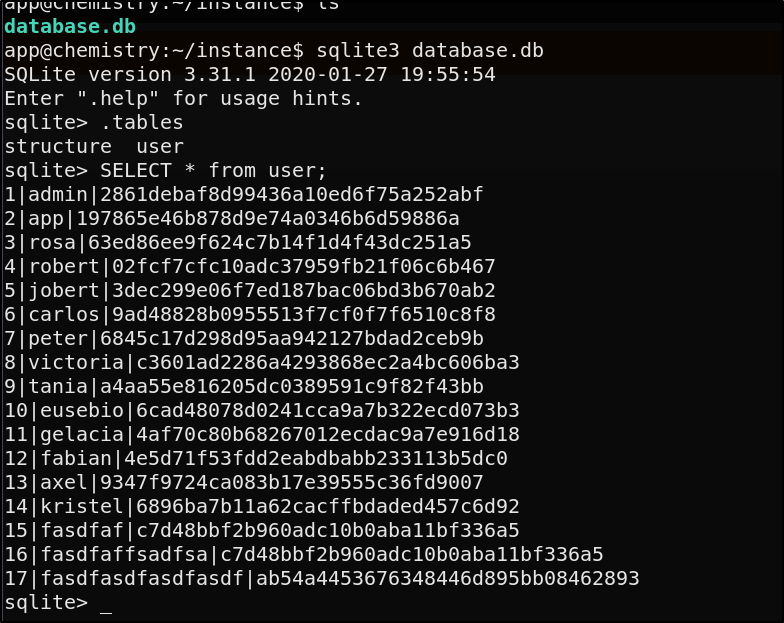 app@chemistry:~/instance$ ls
database.db
app@chemistry:~/instance$ sqlite3 database.db
SQLite version 3.31.1 2020-01-27 19:55:54
Enter ".help" for usage hints.
sqlite> .tables
structure  user
sqlite> SELECT * from user;
1|admin|2861debaf8d99436a10ed6f75a252abf
2|app|197865e46b878d9e74a0346b6d59886a
3|rosa|63ed86ee9f624c7b14f1d4f43dc251a5
4|robert|02fcf7cfc10adc37959fb21f06c6b467
5|jobert|3dec299e06f7ed187bac06bd3b670ab2
6|carlos|9ad48828b0955513f7cf0f7f6510c8f8
7|peter|6845c17d298d95aa942127bdad2ceb9b
8|victoria|c3601ad2286a4293868ec2a4bc606ba3
9|tania|a4aa55e816205dc0389591c9f82f43bb
10|eusebio|6cad48078d0241cca9a7b322ecd073b3
11|gelacia|4af70c80b68267012ecdac9a7e916d18
12|fabian|4e5d71f53fdd2eabdbabb233113b5dc0
13|axel|9347f9724ca083b17e39555c36fd9007
14|kristel|6896ba7b11a62cacffbdaded457c6d92
15|fasdfaf|c7d48bbf2b960adc10b0aba11bf336a5
16|fasdfaffsadfsa|c7d48bbf2b960adc10b0aba11bf336a5
17|fasdfasdfasdfasdf|ab54a4453676348446d895bb08462893
sqlite> _